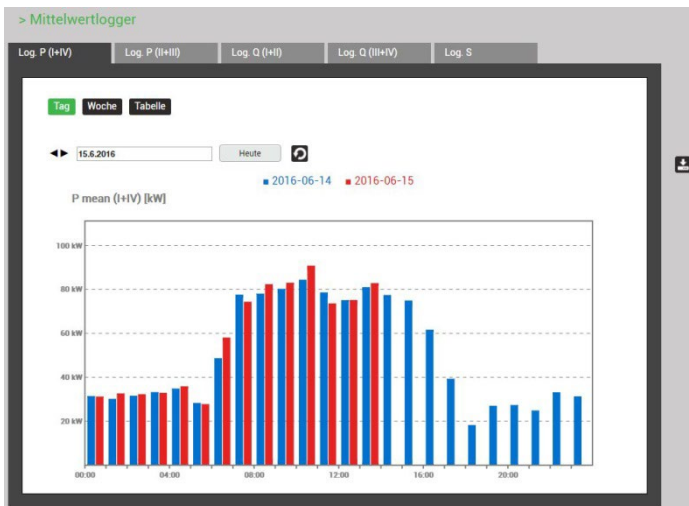 > Mittelwertlogger
Log. P (I+IV) Log. P (II+III) Log. Q (I+II) Log. Q (III+IV) Log. S
Tag Woche Tabelle
15.6.2016 Heute
2016-06-14 2016-06-15
P mean (I+IV) [kW]
100 kW
80 kW
60 kW
40 kW
20 kW
00:00 04:00 08:00 12:00 16:00 20:00